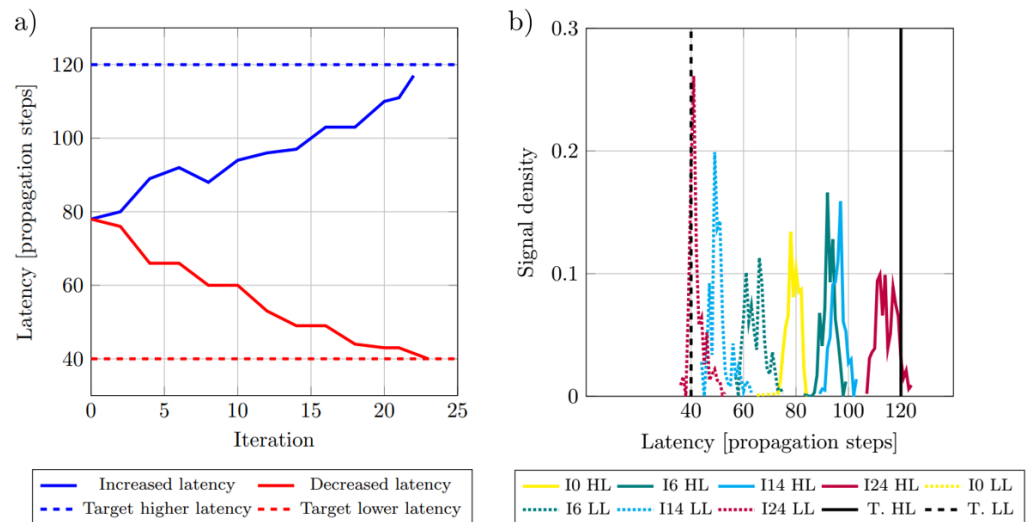 a)
Latency [propagation steps]
120
100
80
60
40
0
5
10
15
20
25
Iteration
Increased latency
Decreased latency
Target higher latency
Target lower latency
b)
Signal density
0.3
0.2
0.1
0
40
60
80
100
120
Latency [propagation steps]
I0 HL
I6 HL
I14 HL
I24 HL
I0 LL
I6 LL
I14 LL
I24 LL
T. HL
T. LL